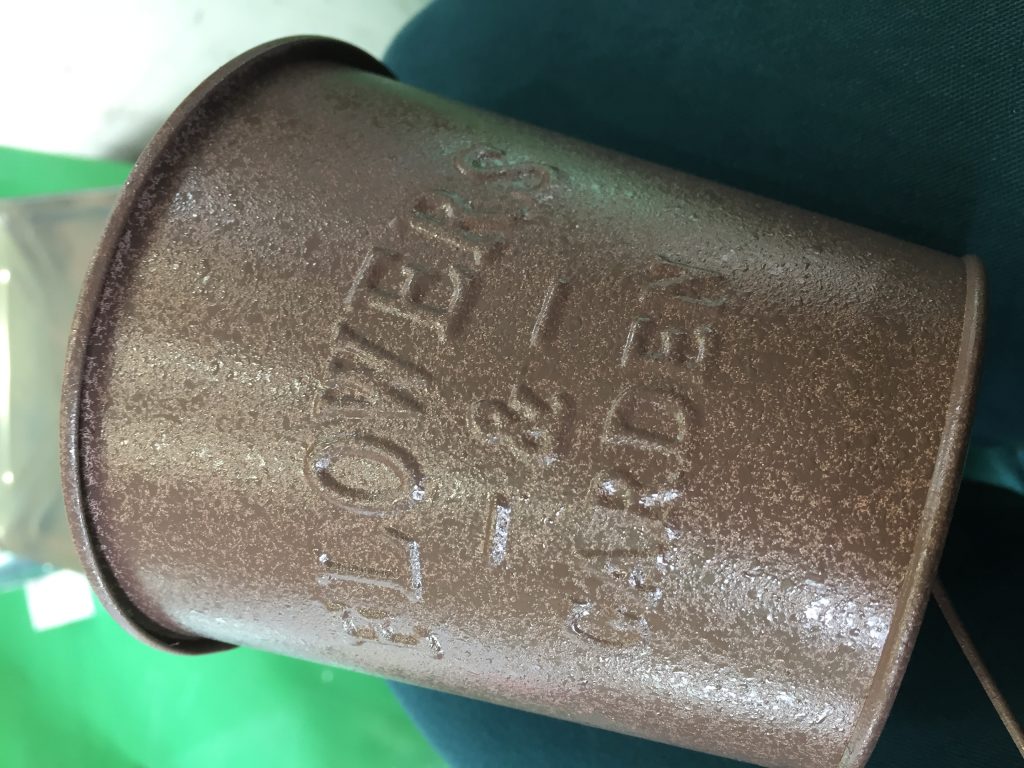 FLOWERS
- & -
GARDEN